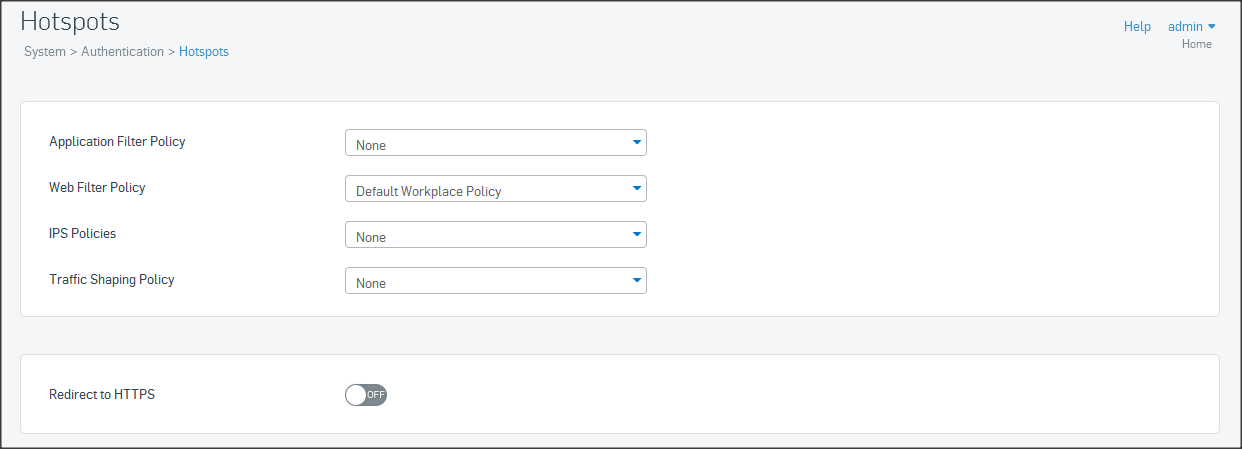 Hotspots
Help admin
System > Authentication > Hotspots
Home
Application Filter Policy None
Web Filter Policy Default Workplace Policy
IPS Policies None
Traffic Shaping Policy None
Redirect to HTTPS OFF